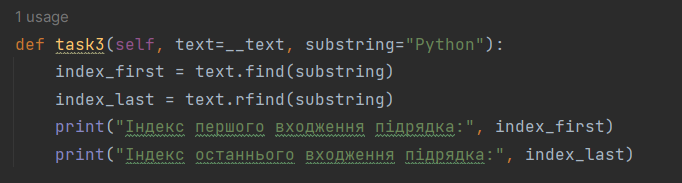 1 usage
def task3(self, text=__text, substring="Python"):
    index_first = text.find(substring)
    index_last = text.rfind(substring)
    print("Індекс першого входження підрядка:", index_first)
    print("Індекс останнього входження підрядка:", index_last)